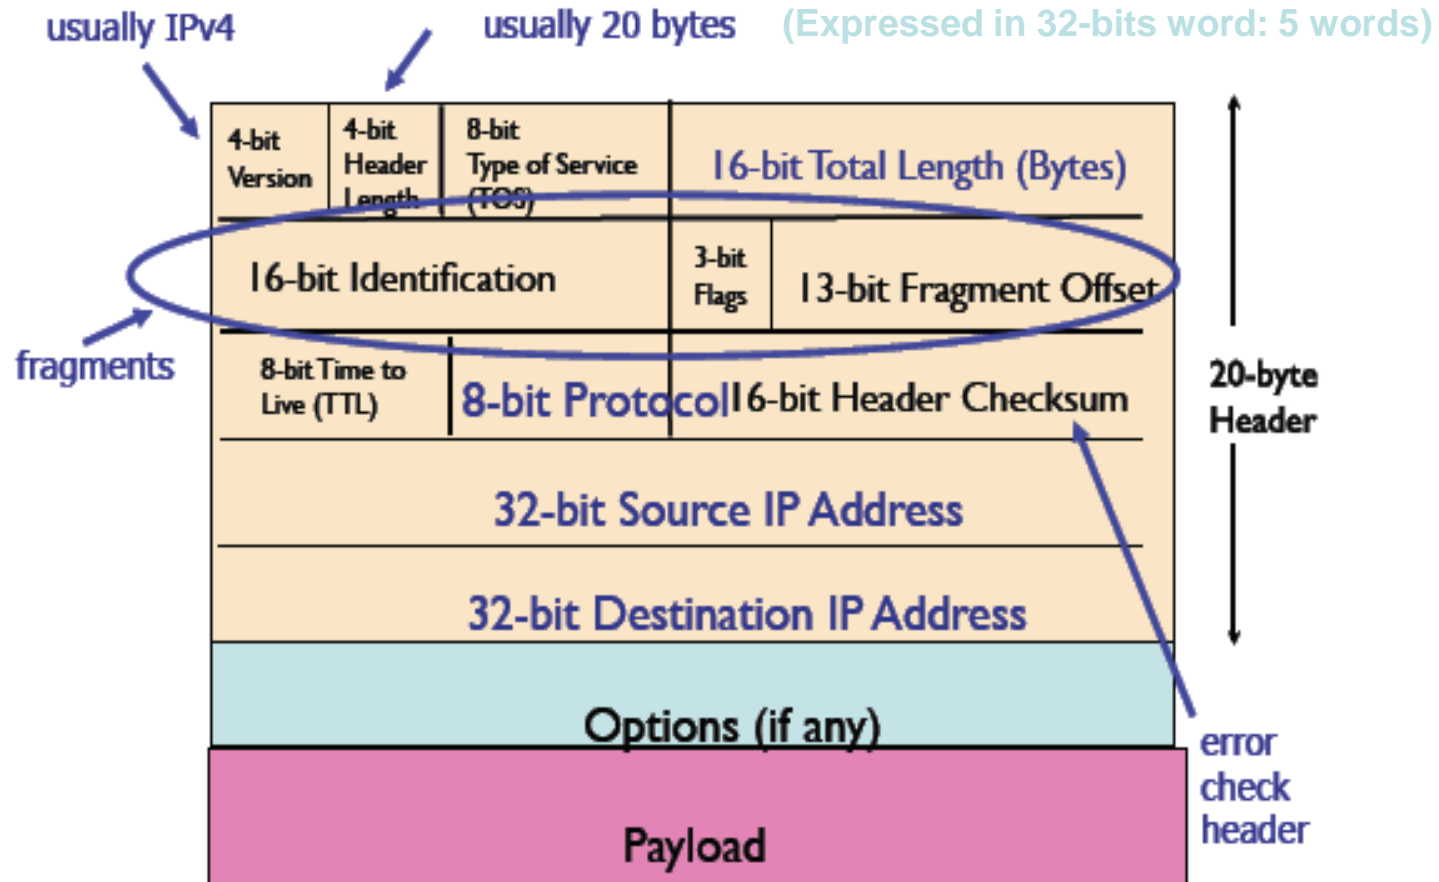 usually IPv4
usually 20 bytes
(Expressed in 32-bits word: 5 words)
4-bit
Version
4-bit
Header
Length
8-bit
Type of Service
(TOS)
16-bit Total Length (Bytes)
16-bit Identification
3-bit
Flags
13-bit Fragment Offset
fragments
8-bit Time to
Live (TTL)
8-bit Protocol
16-bit Header Checksum
20-byte
Header
32-bit Source IP Address
32-bit Destination IP Address
Options (if any)
error
check
header
Payload